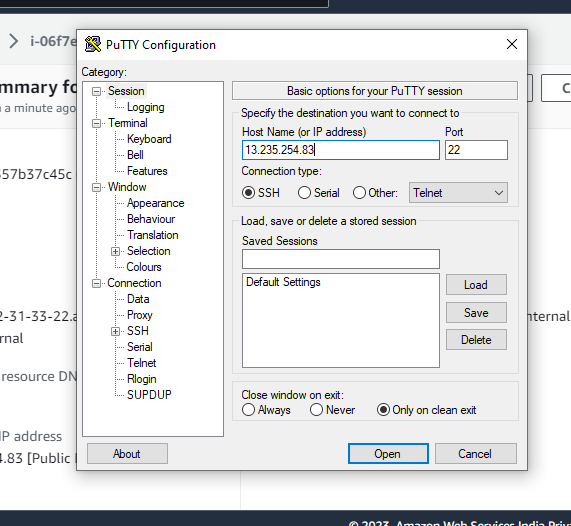 i-06f7e
mmary fo
n a minute ago
C
557b37c45c
2-31-33-22.a
nternal
rnal
resource DN
IP address
4.83 [Public
© 2023, Amazon Web Services India Priva
PuTTY Configuration
Category:
Session
Logging
Terminal
Keyboard
Bell
Features
Window
Appearance
Behaviour
Translation
Selection
Colours
Connection
Data
Proxy
SSH
Serial
Telnet
Rlogin
SUPDUP
Basic options for your PuTTY session
Specify the destination you want to connect to
Host Name (or IP address) Port
13.235.254.83 22
Connection type:
SSH Serial Other: Telnet
Load, save or delete a stored session
Saved Sessions
Default Settings
Load
Save
Delete
Close window on exit:
Always Never Only on clean exit
About Open Cancel